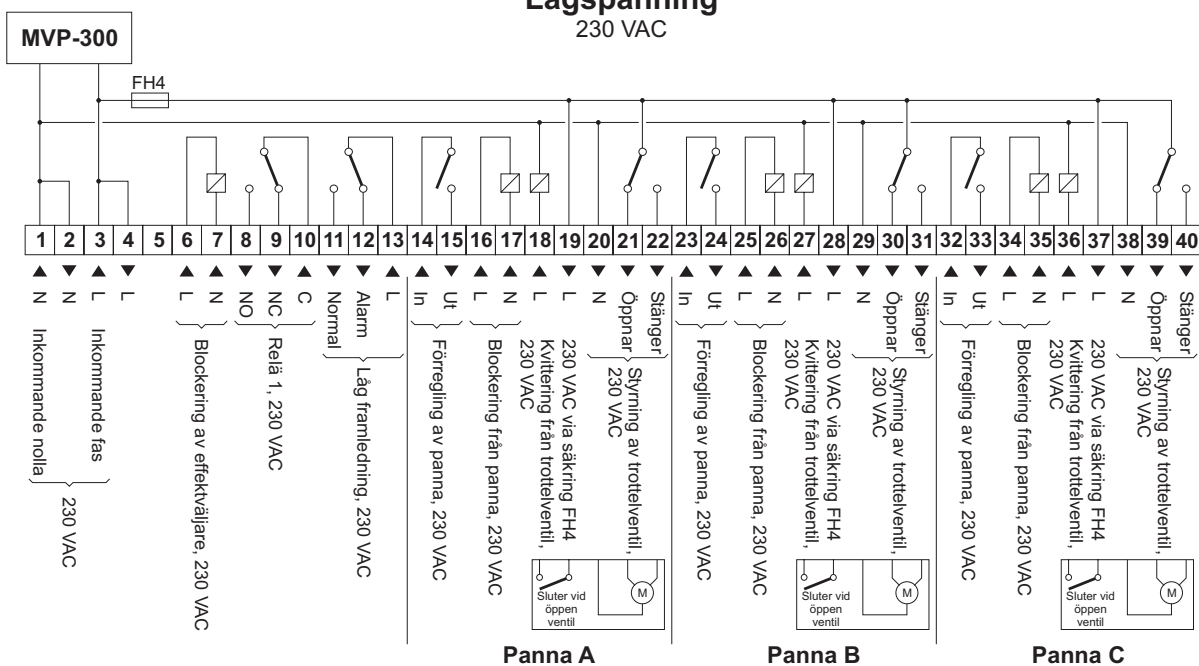 Lågspänning
230 VAC
MVP-300
FH4
1 2 3 4 5 6 7 8 9 10 11 12 13 14 15 16 17 18 19 20 21 22 23 24 25 26 27 28 29 30 31 32 33 34 35 36 37 38 39 40
N
N
L
L
L
N
NO
NC
C
Normal
Alarm
L
In
Ut
L
N
L
L
N
Öppnar
Stänger
In
Ut
L
N
L
L
N
Öppnar
Stänger
In
Ut
L
N
L
L
N
Öppnar
Stänger
Inkommande nolla
Inkommande fas
230 VAC
Blockering av effektväljare, 230 VAC
Relä 1, 230 VAC
Låg framledning, 230 VAC
Förregling av panna, 230 VAC
Blockering från panna, 230 VAC
Kvittering från trottelventil,
230 VAC
230 VAC via säkring FH4
Styrning av trottelventil,
230 VAC
Sluter vid
öppen
ventil
M
Panna A
Förregling av panna, 230 VAC
Blockering från panna, 230 VAC
Kvittering från trottelventil,
230 VAC
230 VAC via säkring FH4
Styrning av trottelventil,
230 VAC
Sluter vid
öppen
ventil
M
Panna B
Förregling av panna, 230 VAC
Blockering från panna, 230 VAC
Kvittering från trottelventil,
230 VAC
230 VAC via säkring FH4
Styrning av trottelventil,
230 VAC
Sluter vid
öppen
ventil
M
Panna C